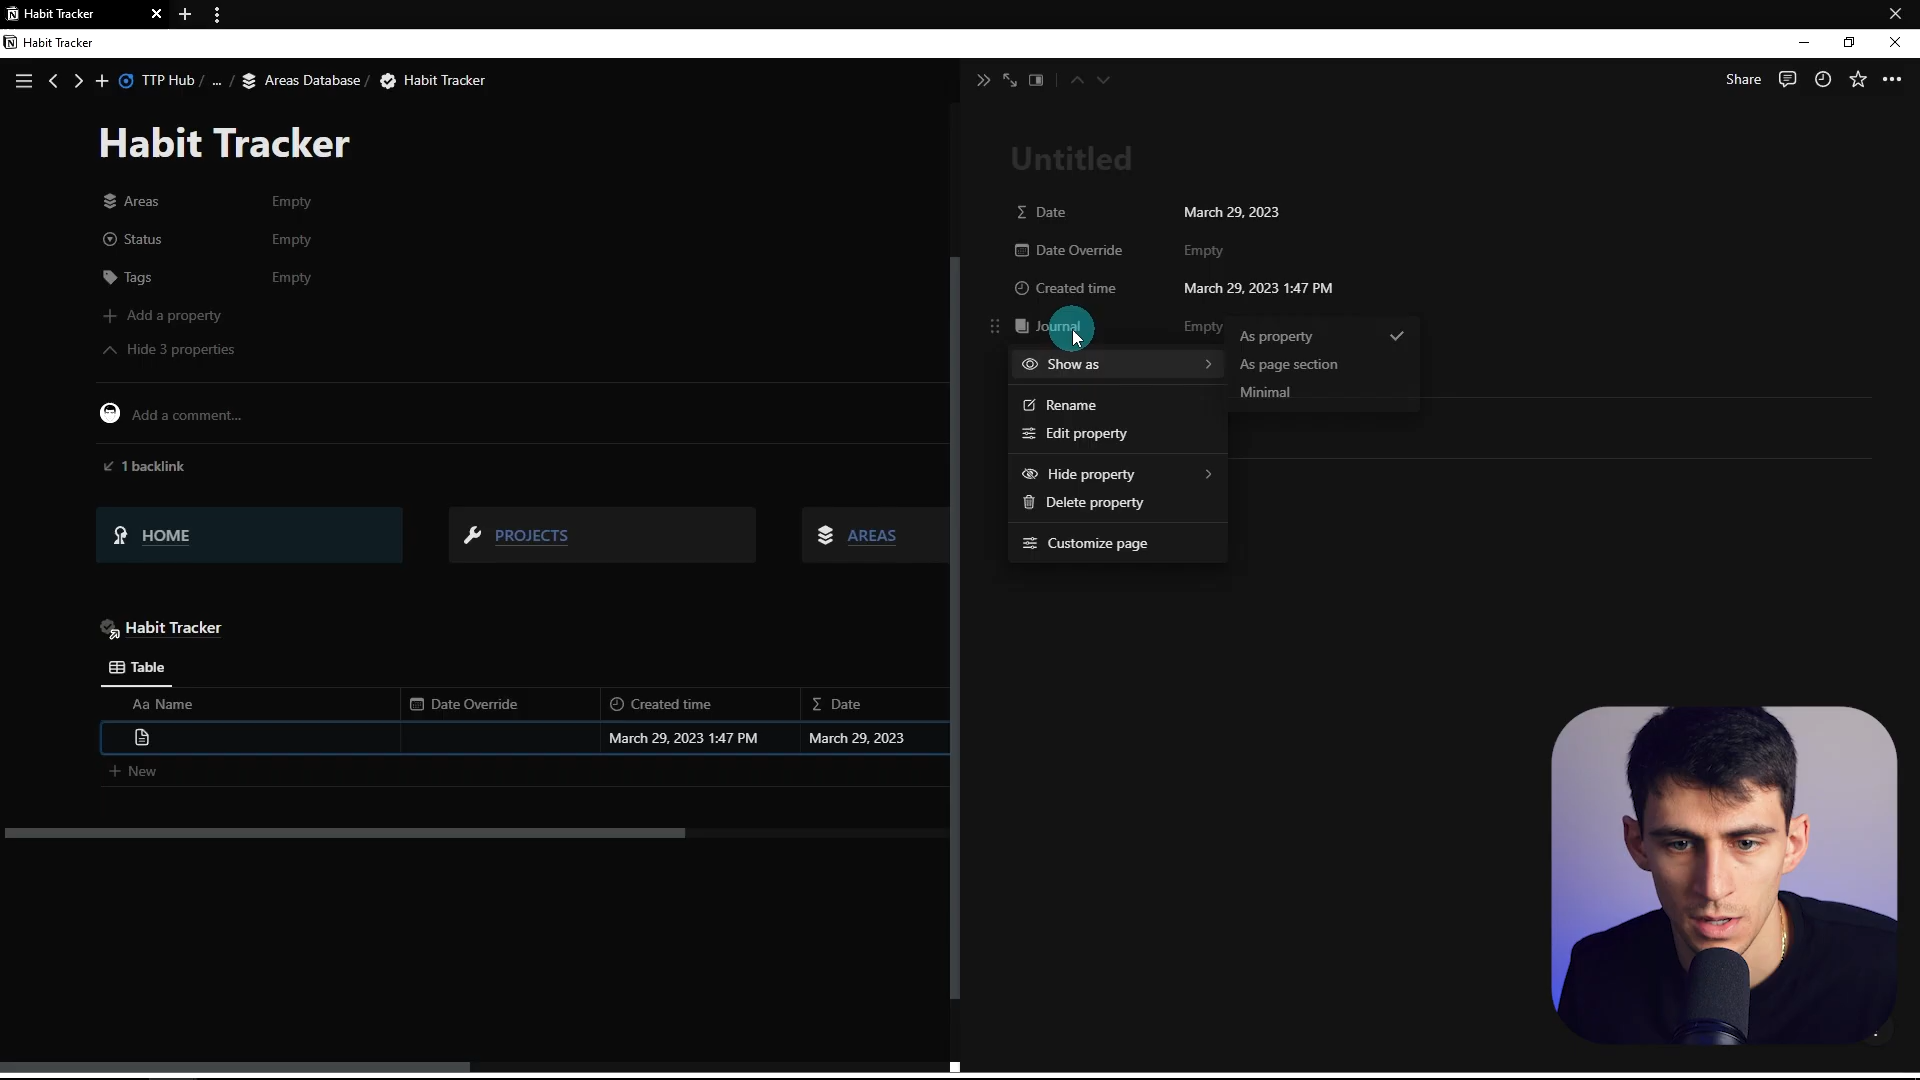 Habit Tracker
Habit Tracker
TTP Hub / ... / Areas Database / Habit Tracker
Share
Habit Tracker
Areas Empty
Status Empty
Tags Empty
Add a property
Hide 3 properties
Add a comment...
1 backlink
HOME
PROJECTS
AREAS
Habit Tracker
Table
Aa Name Date Override Created time Σ Date
March 29, 2023 1:47 PM March 29, 2023
+ New
Untitled
Σ Date March 29, 2023
Date Override Empty
Created time March 29, 2023 1:47 PM
Journal Empty
Show as
Rename
Edit property
Hide property
Delete property
Customize page
As property
As page section
Minimal